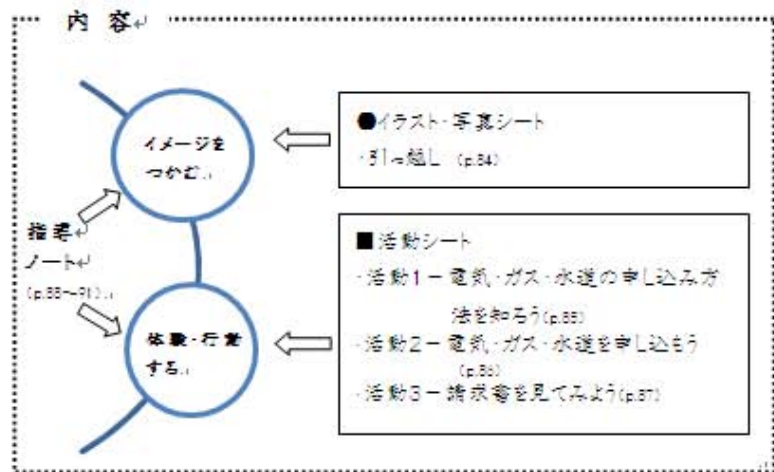 内 容↵
イメージを
つかむ。
●イラスト・写真シート
・引っ越し (p.84)
指導↵
ノート↵
(p.88~91)
体験・行動
する。
■活動シート
・活動1－電気・ガス・水道の申し込み方
法を知ろう(p.85)
・活動2－電気・ガス・水道を申し込もう
(p.86)
・活動3－請求書を見てみよう(p.87)